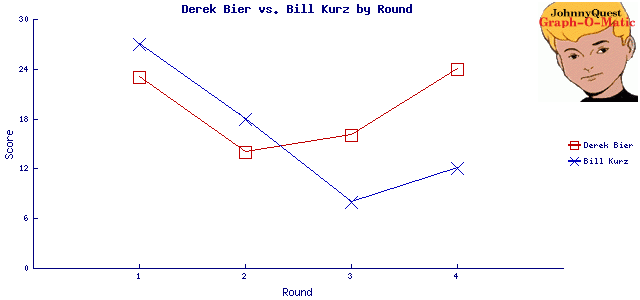 Derek Bier vs. Bill Kurz by Round
JohnnyQuest
Graph-O-Matic
30
24
18
12
6
0
Score
1 2 3 4
Round
Derek Bier
Bill Kurz